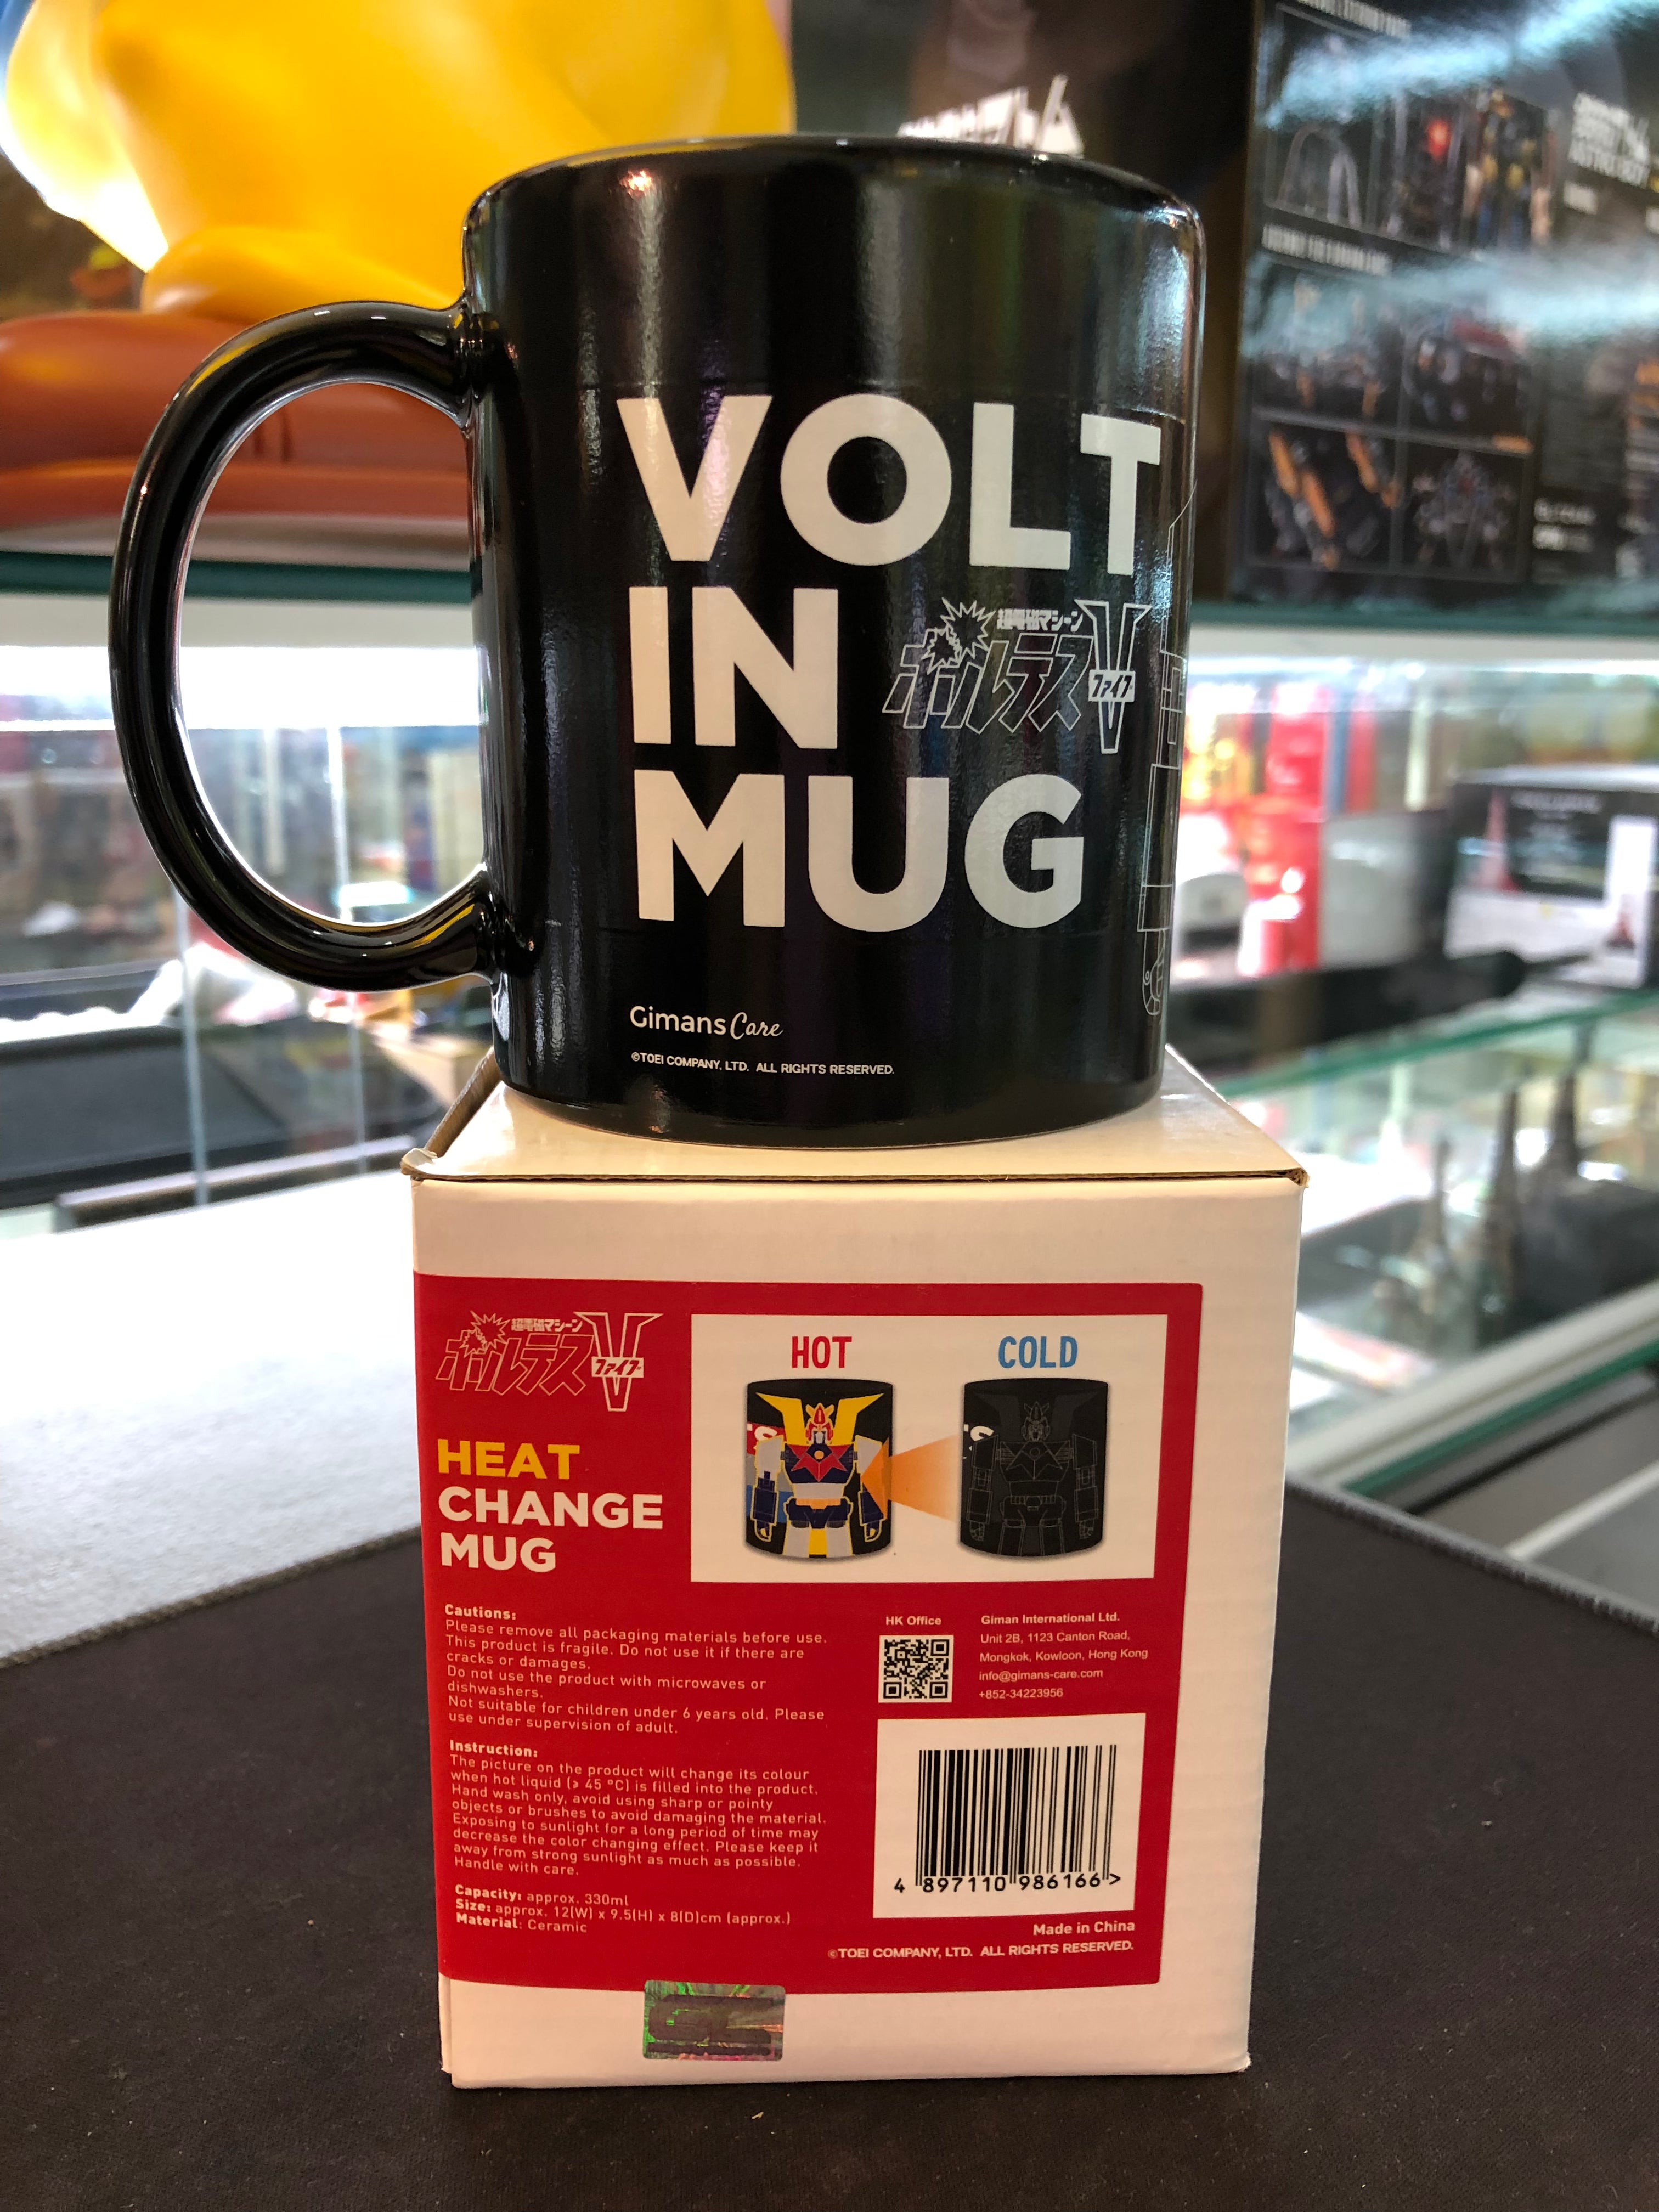 VOLT
IN
超電磁マシーン
ボルテスV
ファイブ
MUG
Gimans Care
©TOEI COMPANY, LTD. ALL RIGHTS RESERVED.
超電磁マシーン
ボルテスV
ファイブ
HEAT
CHANGE
MUG
HOT
COLD
Cautions:
Please remove all packaging materials before use.
This product is fragile. Do not use it if there are
cracks or damages.
Do not use the product with microwaves or
dishwashers.
Not suitable for children under 6 years old. Please
use under supervision of adult.
Instruction:
The picture on the product will change its colour
when hot liquid (≥ 45 °C) is filled into the product.
Hand wash only, avoid using sharp or pointy
objects or brushes to avoid damaging the material.
Exposing to sunlight for a long period of time may
decrease the color changing effect. Please keep it
away from strong sunlight as much as possible.
Handle with care.
Capacity: approx. 330ml
Size: approx. 12(W) x 9.5(H) x 8(D)cm (approx.)
Material: Ceramic
HK Office
Giman International Ltd.
Unit 2B, 1123 Canton Road,
Mongkok, Kowloon, Hong Kong
info@gimans-care.com
+852-34223956
4 897110 986166 >
Made in China
©TOEI COMPANY, LTD. ALL RIGHTS RESERVED.